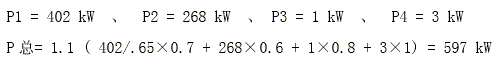 P1 = 402 kW 、 P2 = 268 kW 、 P3 = 1 kW 、 P4 = 3 kW
P总= 1.1 ( 402/.65×0.7 + 268×0.6 + 1×0.8 + 3×1) = 597 kW